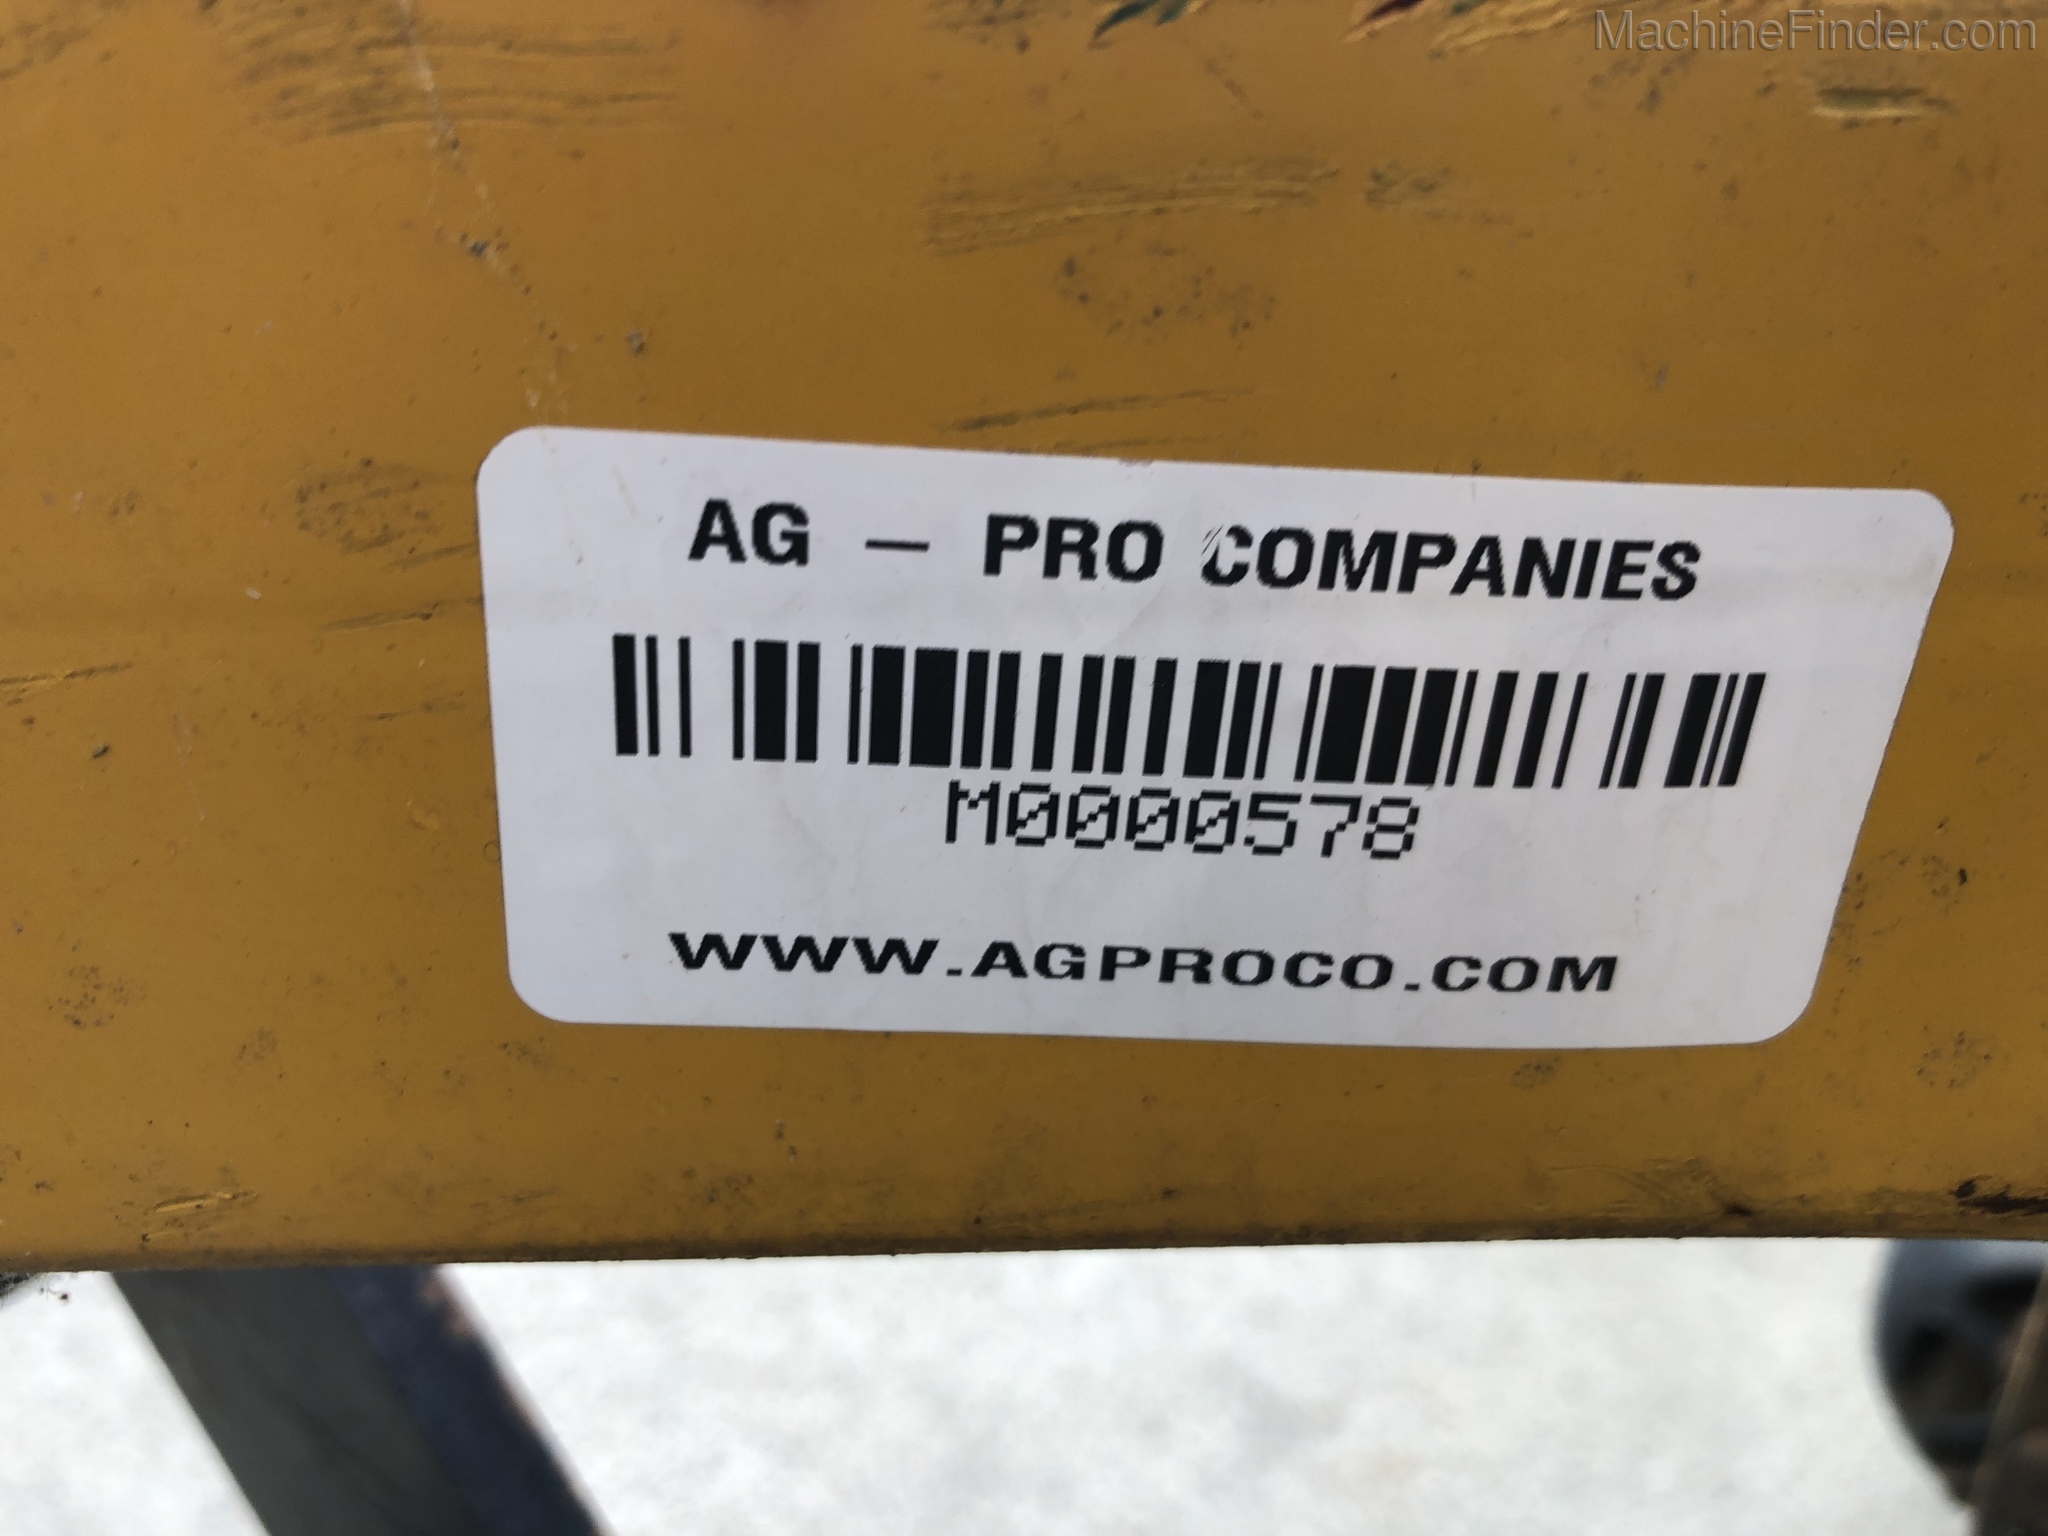 MachineFinder.com
AG - PRO COMPANIES
M0000578
WWW.AGPROCO.COM